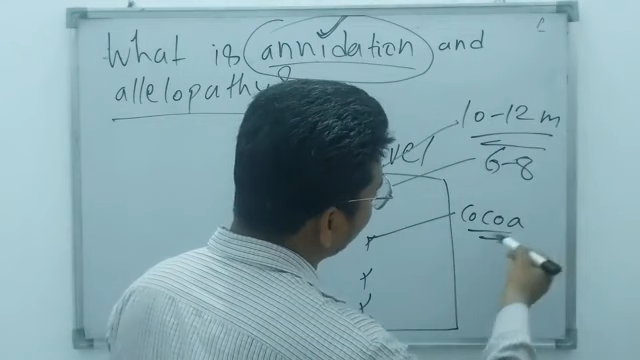 What is annidation and
allelopathy
10-12 m
6-8
cocoa